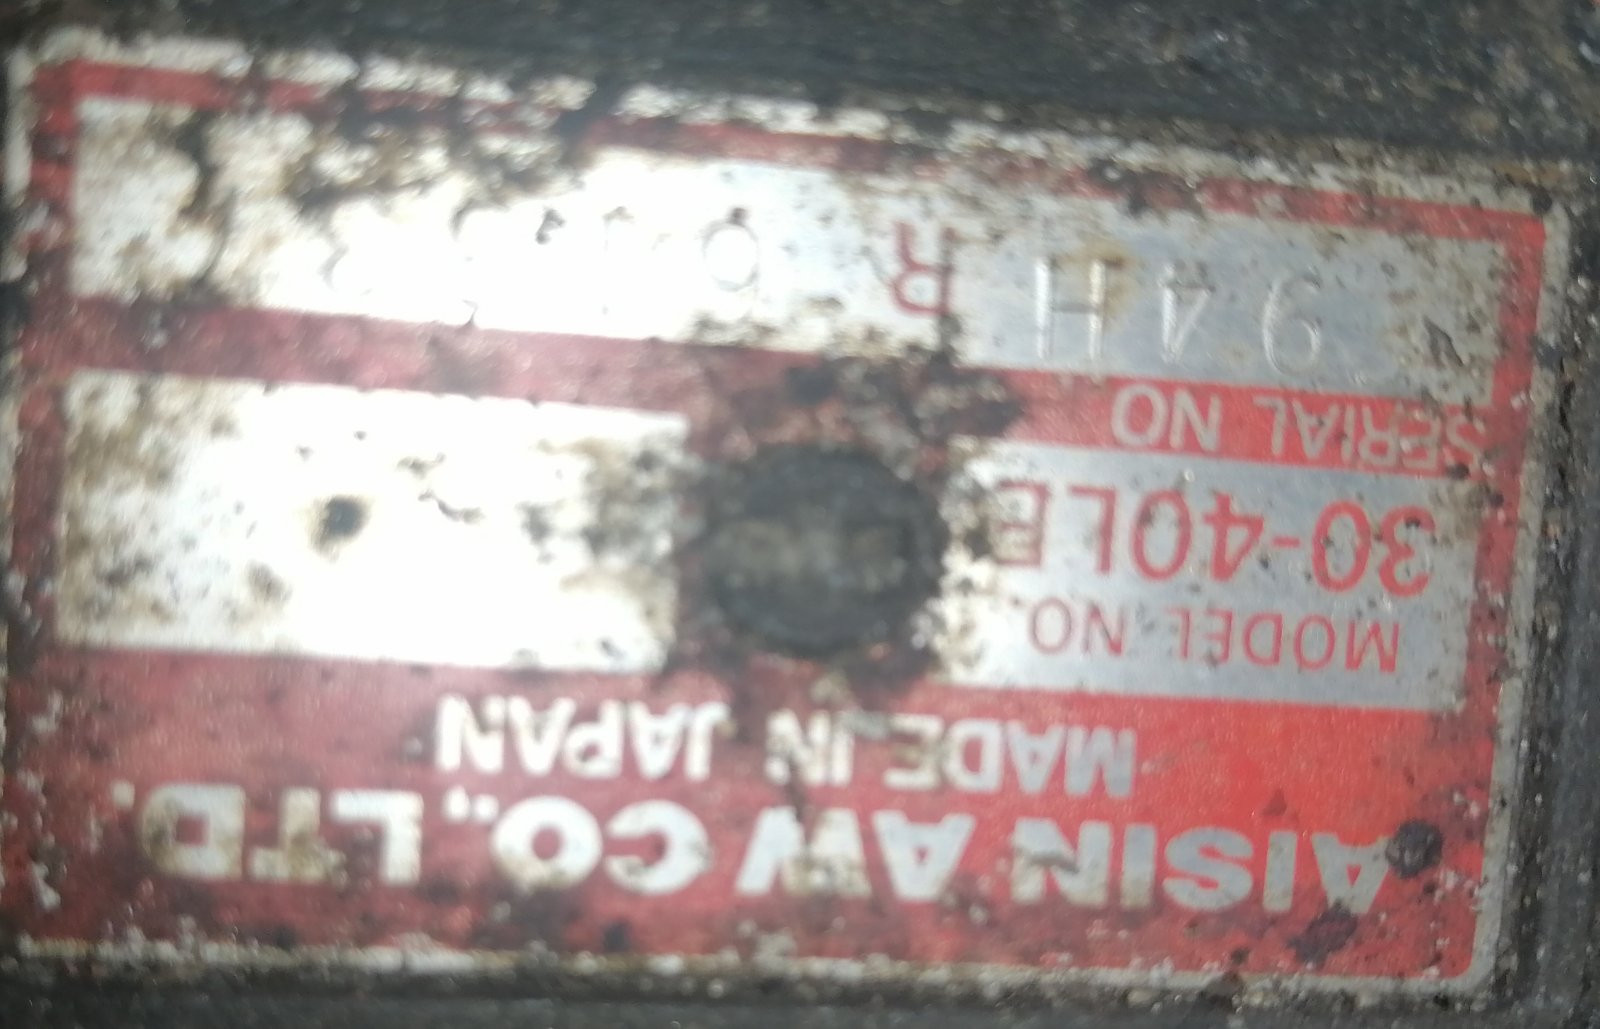 AISIN AW CO., LTD.
MADE IN JAPAN
MODEL NO.
30-40LE
SERIAL NO
94H R